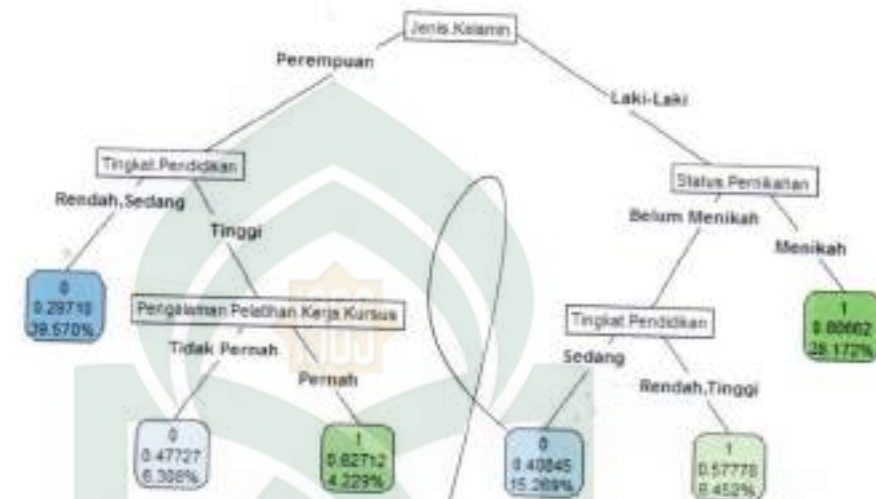 Jenis.Kelamin
Perempuan
Laki-Laki
Tingkat.Pendidikan
Status.Pernikahan
Rendah,Sedang
Tinggi
Belum Menikah
Menikah
0
0.29710
39.570%
Pengalaman.Pelatihan.Kerja.Kursus
Tingkat.Pendidikan
1
28.172%
Tidak Pernah
Pernah
Sedang
Rendah,Tinggi
0
0.47727
1
0.62712
4.229%
0
0.40845
15.269%
1
0.57778